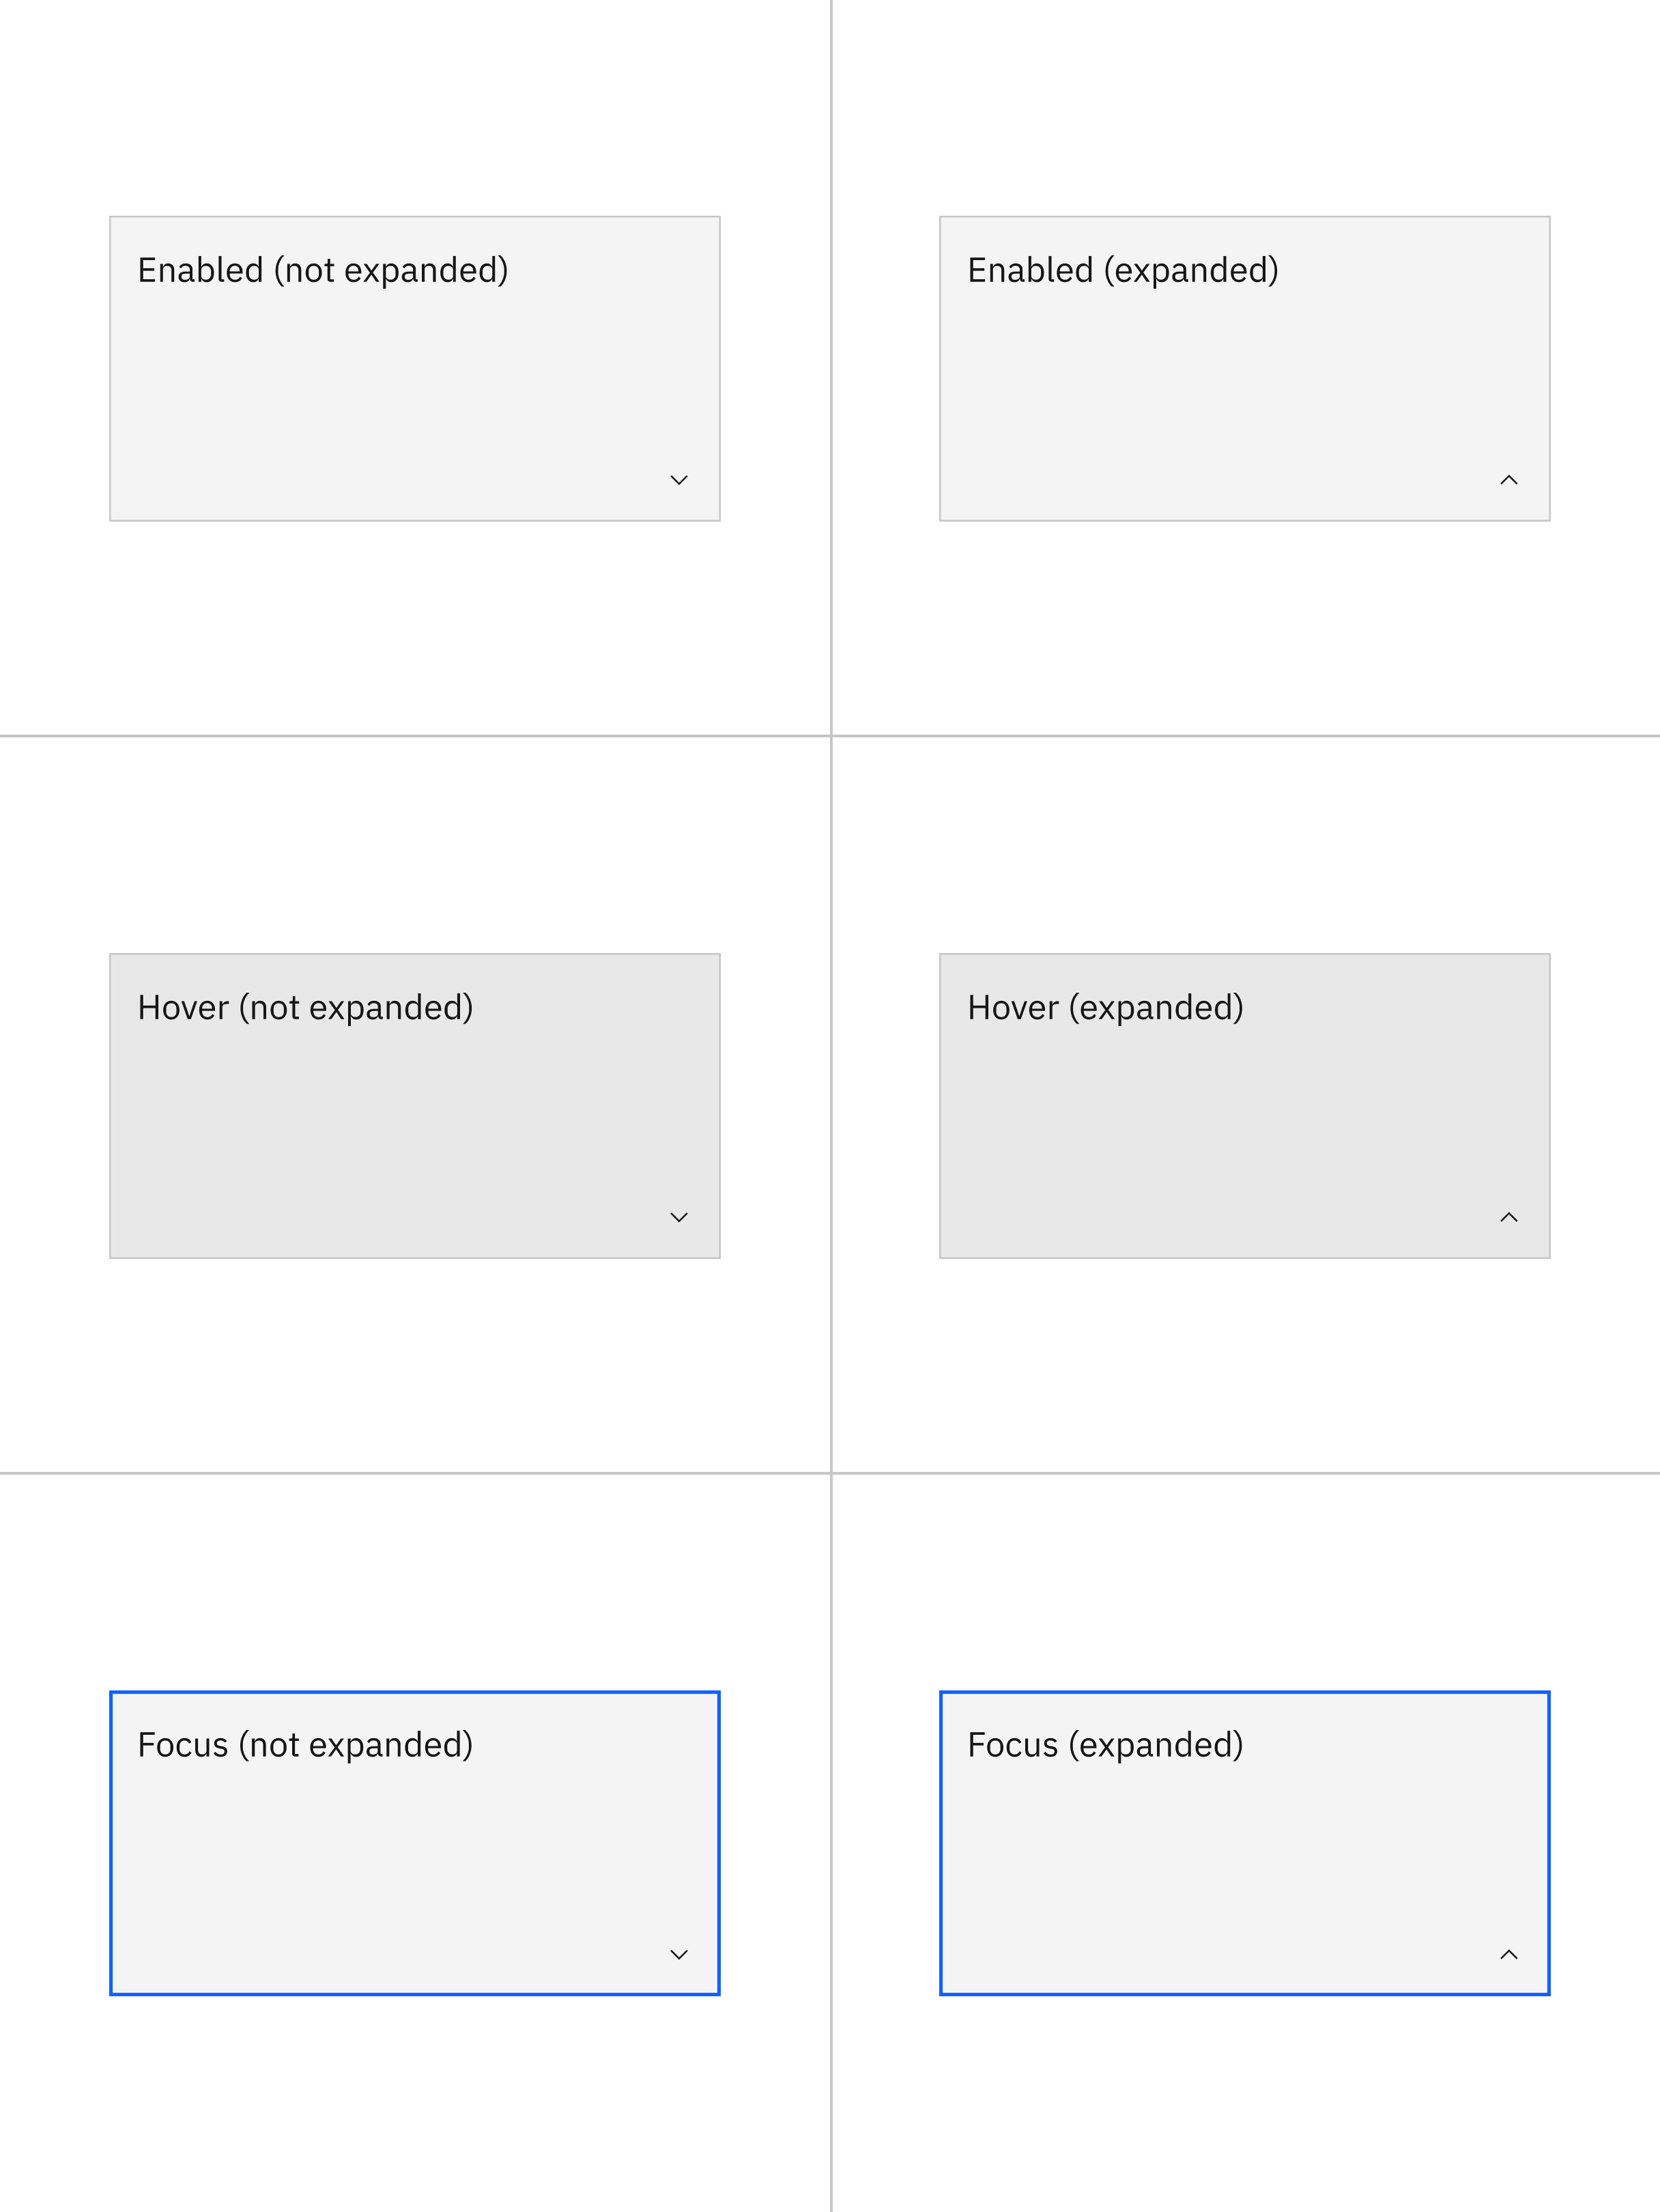 Enabled (not expanded)
Enabled (expanded)
Hover (not expanded)
Hover (expanded)
Focus (not expanded)
Focus (expanded)